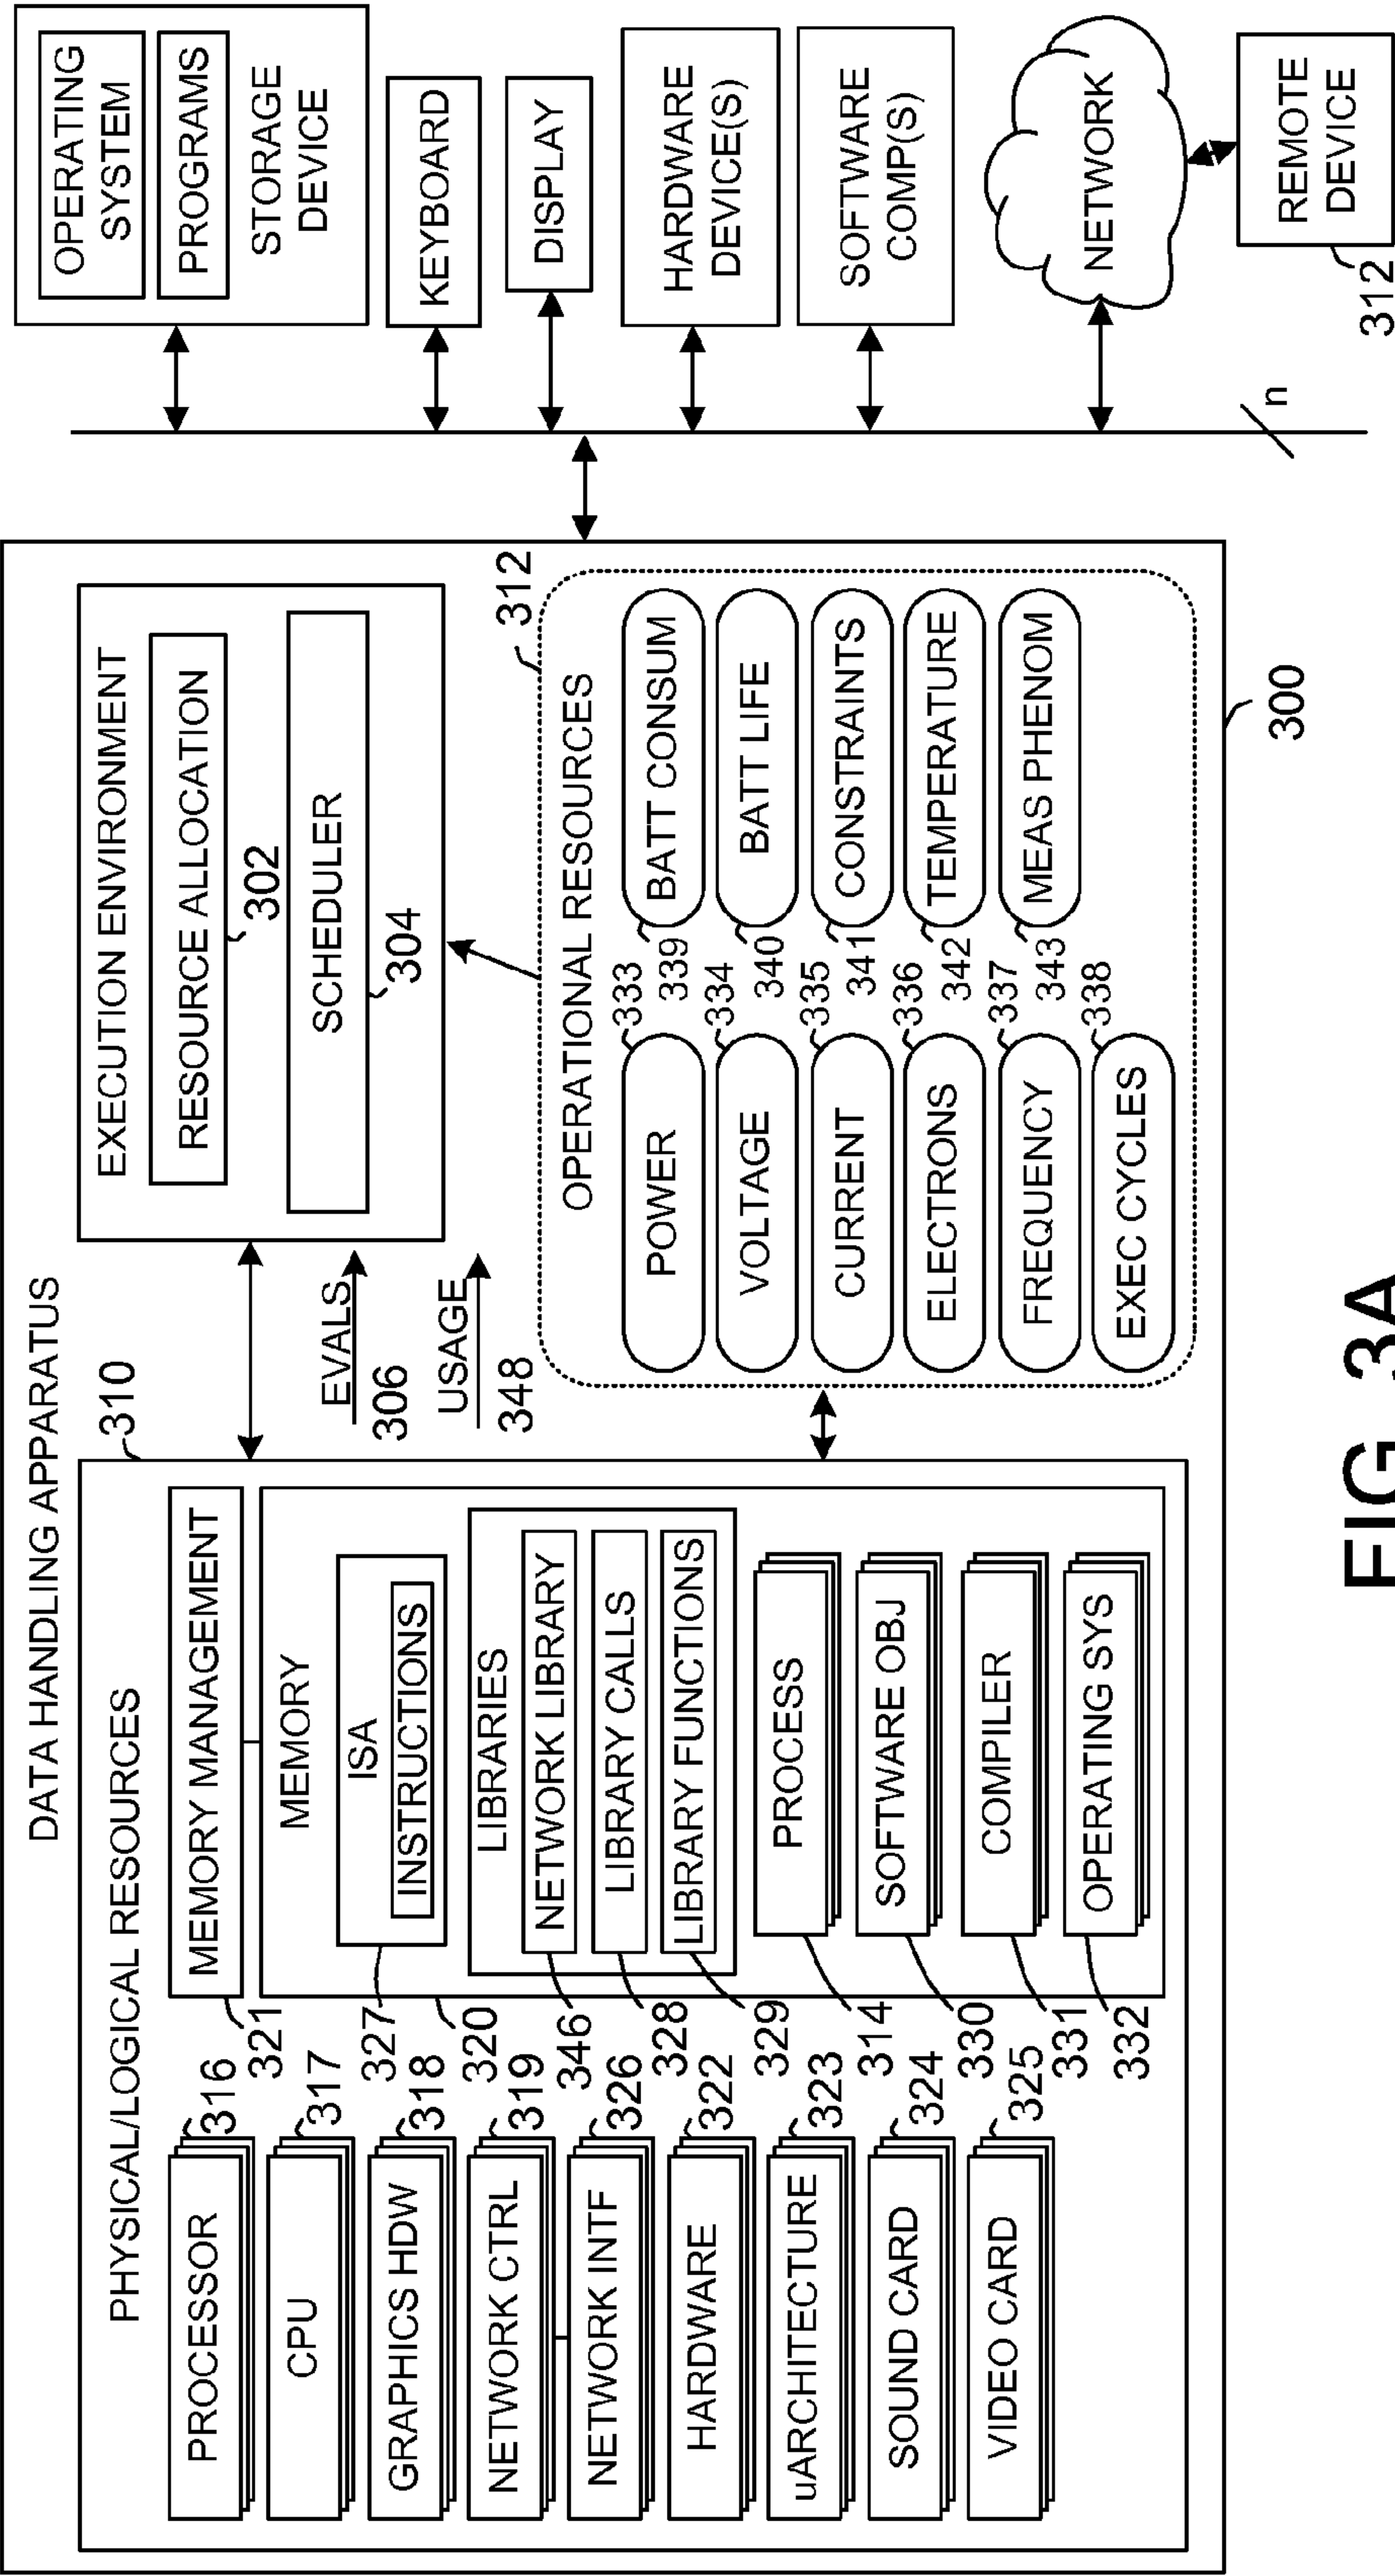 DATA HANDLING APPARATUS
PHYSICAL/LOGICAL RESOURCES
310
PROCESSOR
316
CPU
317
GRAPHICS HDW
318
NETWORK CTRL
319
NETWORK INTF
326
HARDWARE
322
uARCHITECTURE
323
SOUND CARD
324
VIDEO CARD
325
MEMORY MANAGEMENT
321
MEMORY
320
ISA
INSTRUCTIONS
327
LIBRARIES
NETWORK LIBRARY
346
LIBRARY CALLS
328
LIBRARY FUNCTIONS
329
PROCESS
314
SOFTWARE OBJ
330
COMPILER
331
OPERATING SYS
332
EVALS
306
USAGE
348
EXECUTION ENVIRONMENT
RESOURCE ALLOCATION
302
SCHEDULER
304
OPERATIONAL RESOURCES
312
POWER
333
VOLTAGE
334
CURRENT
335
ELECTRONS
336
FREQUENCY
337
EXEC CYCLES
338
BATT CONSUM
339
BATT LIFE
340
CONSTRAINTS
341
TEMPERATURE
342
MEAS PHENOM
343
300
OPERATING
SYSTEM
PROGRAMS
STORAGE
DEVICE
KEYBOARD
DISPLAY
HARDWARE
DEVICE(S)
SOFTWARE
COMP(S)
NETWORK
n
REMOTE
DEVICE
312
FIG. 3A